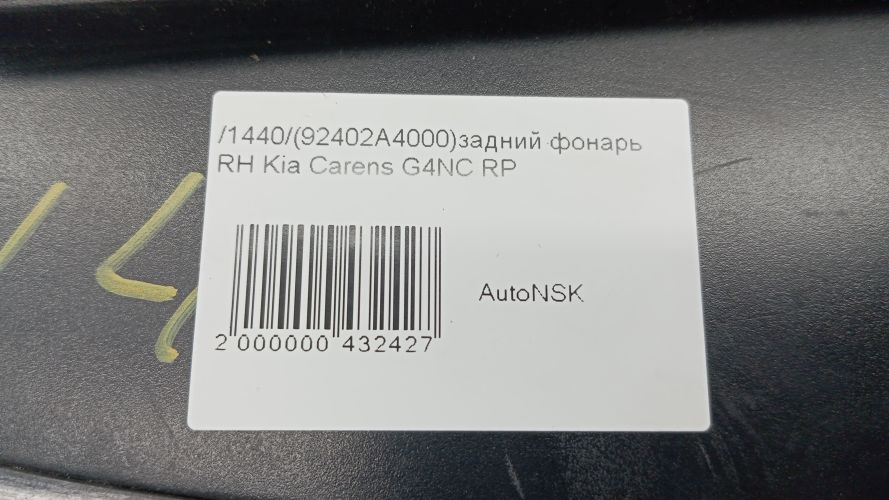 /1440/(92402A4000)задний фонарь
RH Kia Carens G4NC RP
AutoNSK
2 000000 432427